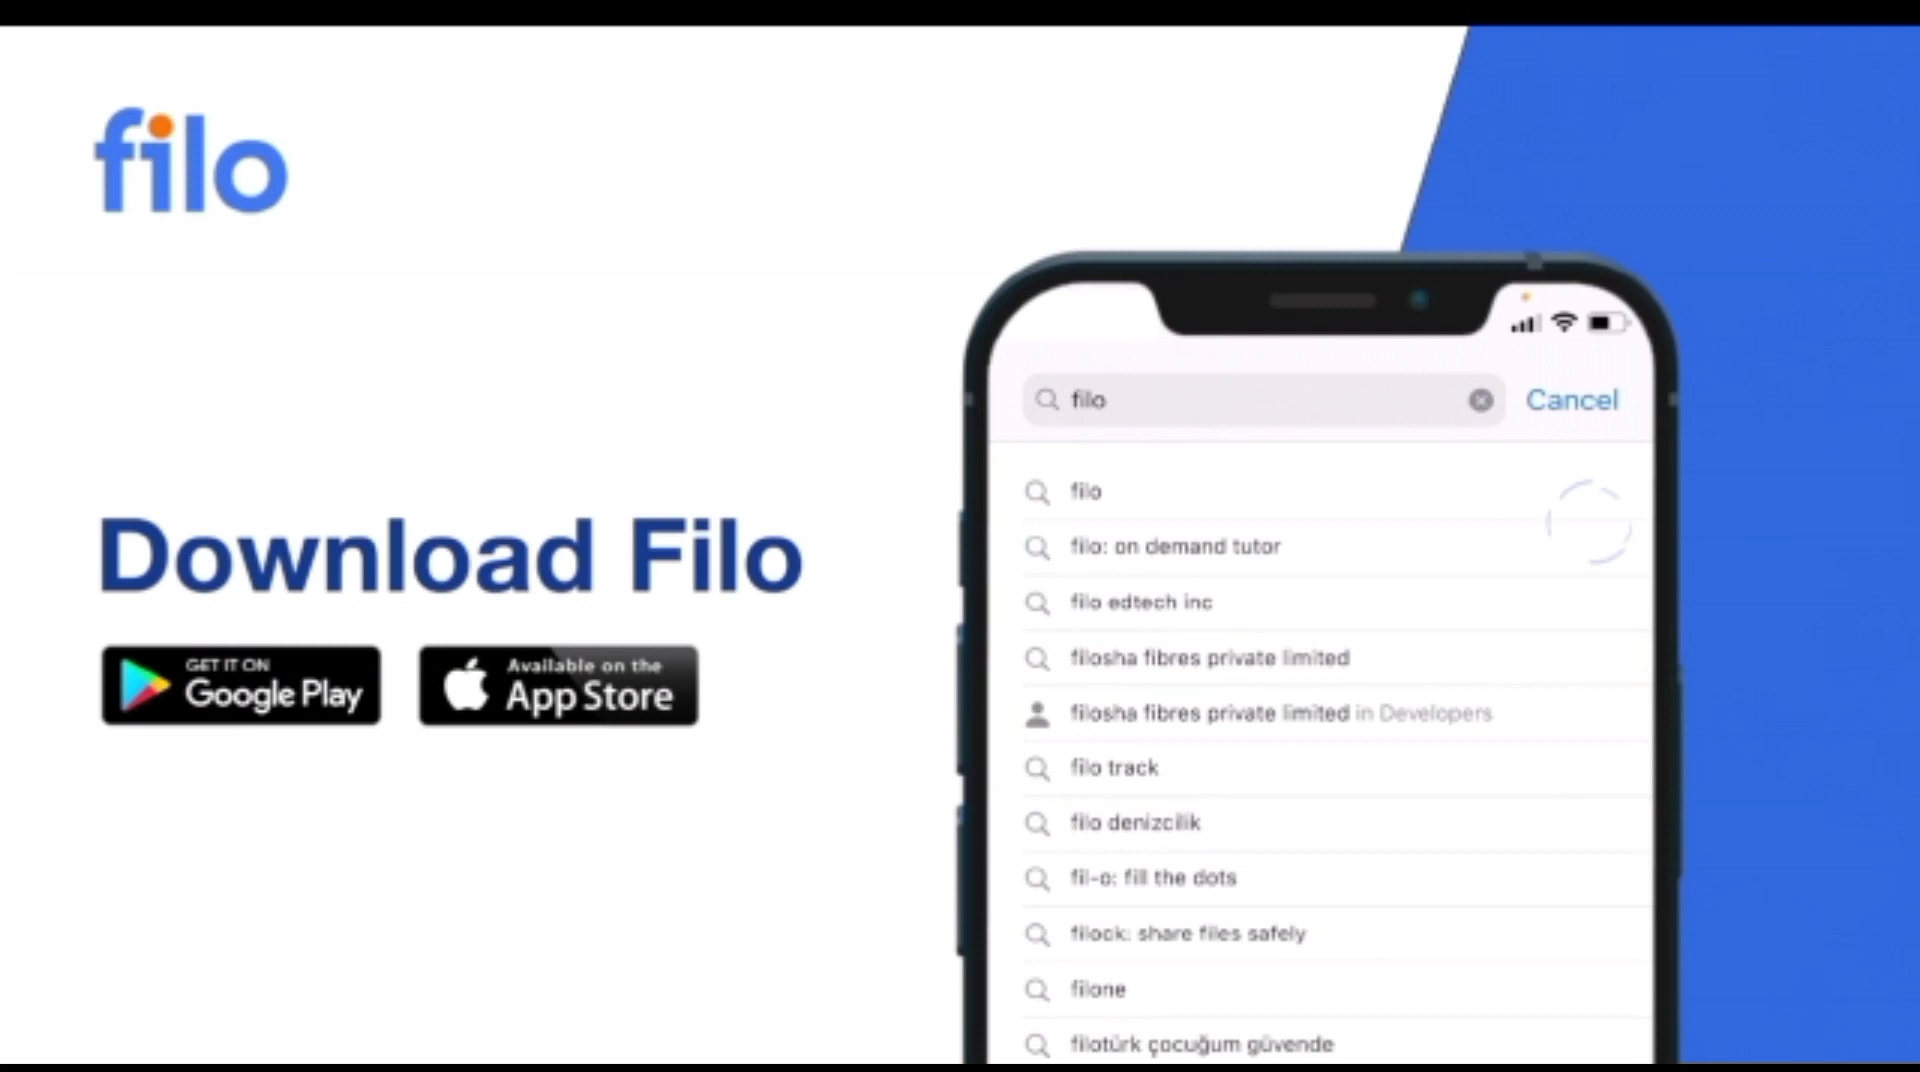 filo
Download Filo
GET IT ON
Google Play
Available on the
App Store
filo
Cancel
filo
filo: on demand tutor
filo edtech inc
filosha fibres private limited
filosha fibres private limited in Developers
filo track
filo denizcilik
fil-o: fill the dots
filock: share files safely
filone
filotürk çocuğum güvende